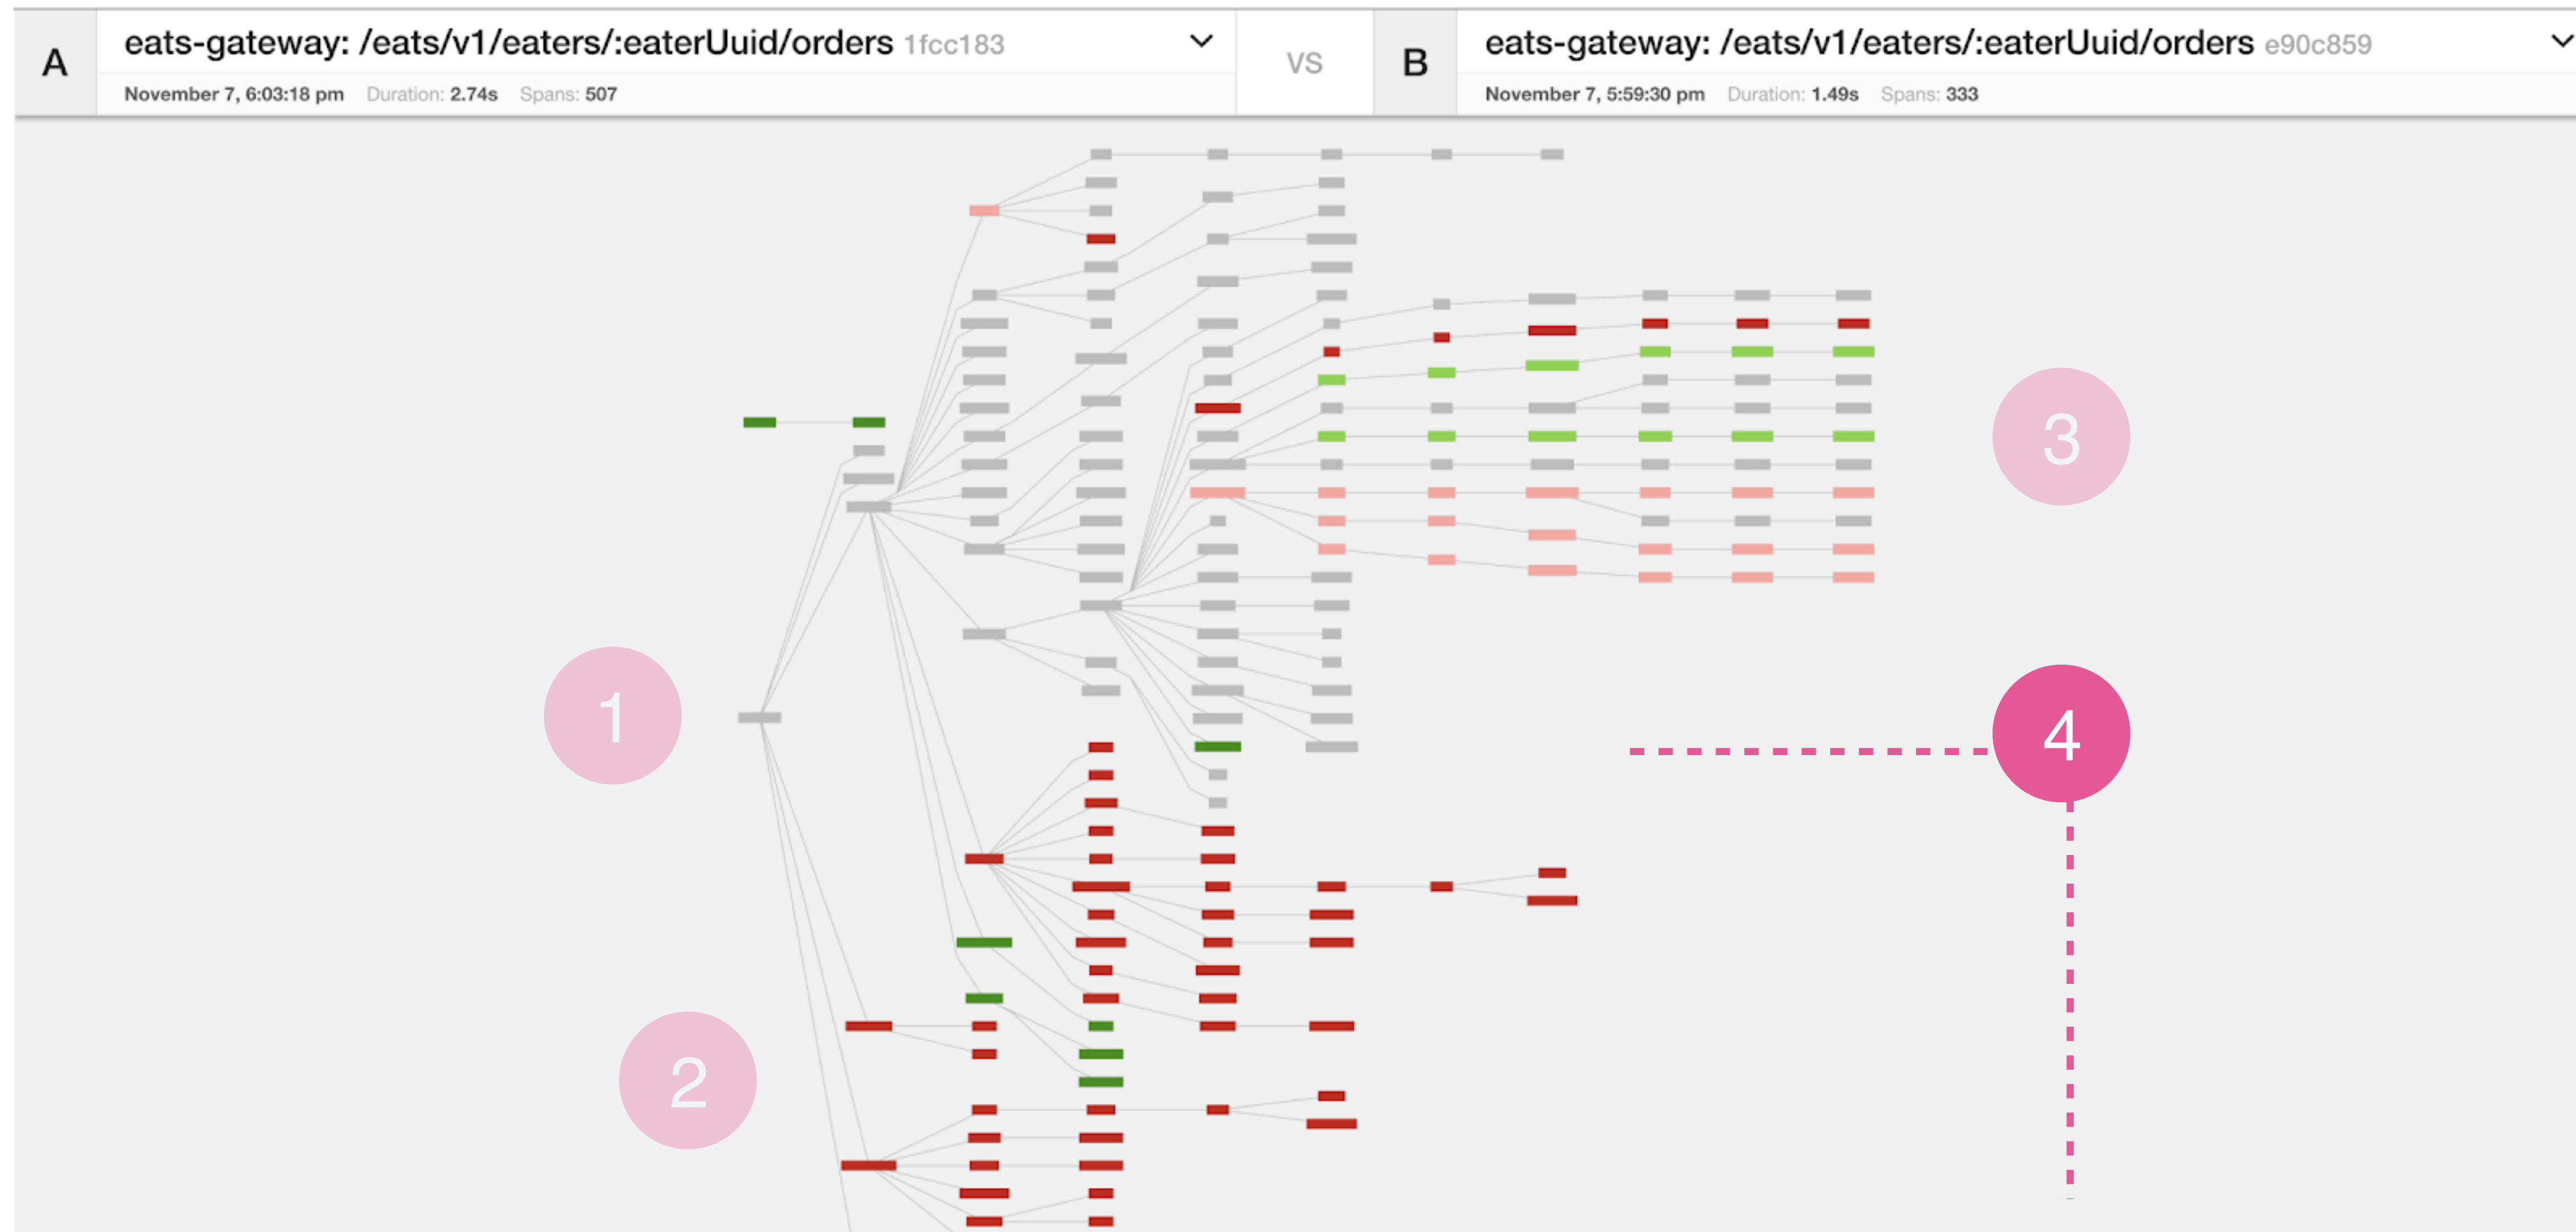 A
eats-gateway: /eats/v1/eaters/:eaterUuid/orders 1fcc183
November 7, 6:03:18 pm Duration: 2.74s Spans: 507
VS
B
eats-gateway: /eats/v1/eaters/:eaterUuid/orders e90c859
November 7, 5:59:30 pm Duration: 1.49s Spans: 333
3
1
4
2